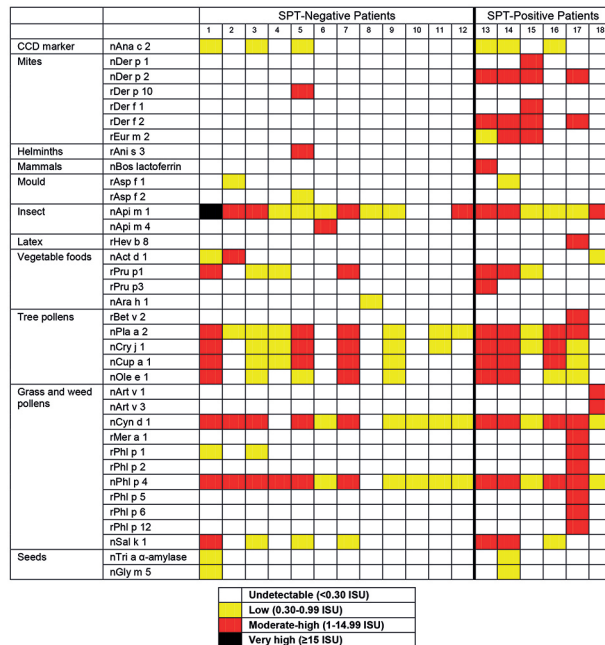 SPT-Negative Patients SPT-Positive Patients
1 2 3 4 5 6 7 8 9 10 11 12 13 14 15 16 17 18
CCD marker nAna c 2
Mites nDer p 1
nDer p 2
rDer p 10
rDer f 1
rDer f 2
rEur m 2
Helminths rAni s 3
Mammals nBos lactoferrin
Mould rAsp f 1
rAsp f 2
Insect nApi m 1
nApi m 4
Latex rHev b 8
Vegetable foods nAct d 1
rPru p1
rPru p3
nAra h 1
Tree pollens rBet v 2
nPla a 2
nCry j 1
nCup a 1
nOle e 1
Grass and weed nArt v 1
pollens nArt v 3
nCyn d 1
rMer a 1
rPhl p 1
rPhl p 2
nPhl p 4
rPhl p 5
rPhl p 6
rPhl p 12
nSal k 1
Seeds nTri a α-amylase
nGly m 5
Undetectable (<0.30 ISU)
Low (0.30-0.99 ISU)
Moderate-high (1-14.99 ISU)
Very high (≥15 ISU)